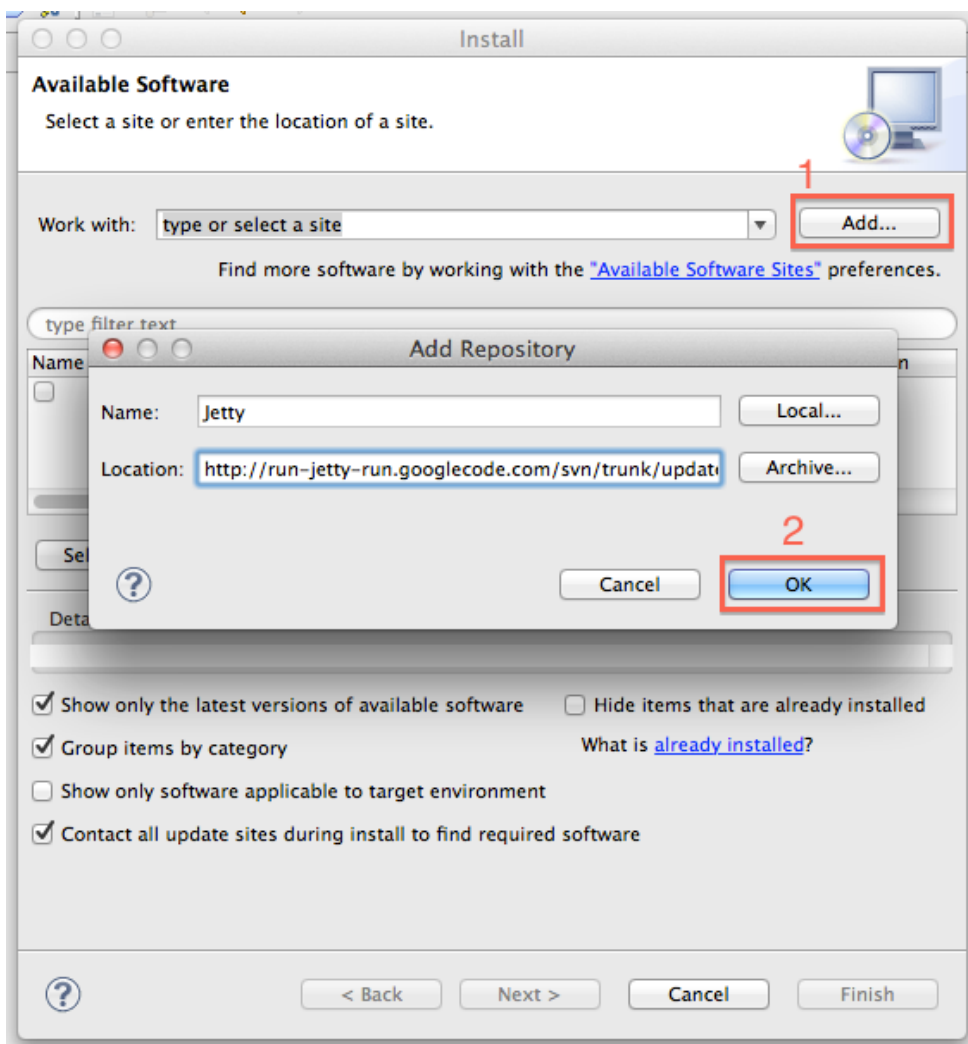 Install
Available Software
Select a site or enter the location of a site.
1
Work with: type or select a site Add...
Find more software by working with the "Available Software Sites" preferences.
type filter text
Name n
Add Repository
Name: Jetty Local...
Location: http://run-jetty-run.googlecode.com/svn/trunk/update Archive...
2
Sel
? Cancel OK
Deta
Show only the latest versions of available software Hide items that are already installed
Group items by category What is already installed?
Show only software applicable to target environment
Contact all update sites during install to find required software
? < Back Next > Cancel Finish